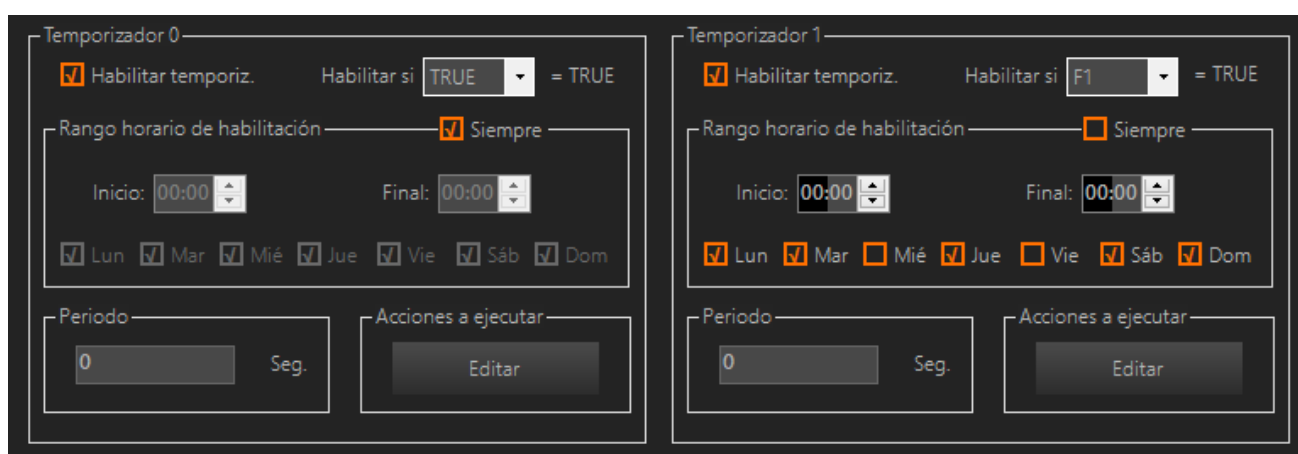 Temporizador 0
Habilitar temporiz. Habilitar si TRUE = TRUE
Rango horario de habilitación Siempre
Inicio: 00:00 Final: 00:00
Lun Mar Mié Jue Vie Sáb Dom
Periodo Acciones a ejecutar
0 Seg. Editar
Temporizador 1
Habilitar temporiz. Habilitar si F1 = TRUE
Rango horario de habilitación Siempre
Inicio: 00:00 Final: 00:00
Lun Mar Mié Jue Vie Sáb Dom
Periodo Acciones a ejecutar
0 Seg. Editar